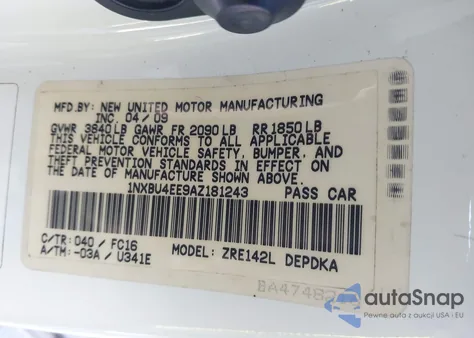 MFD.BY: NEW UNITED MOTOR MANUFACTURING
INC. 04/09
GVWR 3840LB GAWR FR 2090LB RR 1850LB
THIS VEHICLE CONFORMS TO ALL APPLICABLE
FEDERAL MOTOR VEHICLE SAFETY, BUMPER, AND
THEFT PREVENTION STANDARDS IN EFFECT ON
THE DATE OF MANUFACTURE SHOWN ABOVE.
1NXBU4EE9AZ181243 PASS CAR
C/TR: 040 / FC16
A/TM: -03A / U341E
MODEL: ZRE142L DEPDKA
autoSnap
Pewne auta z aukcji z USA i EU